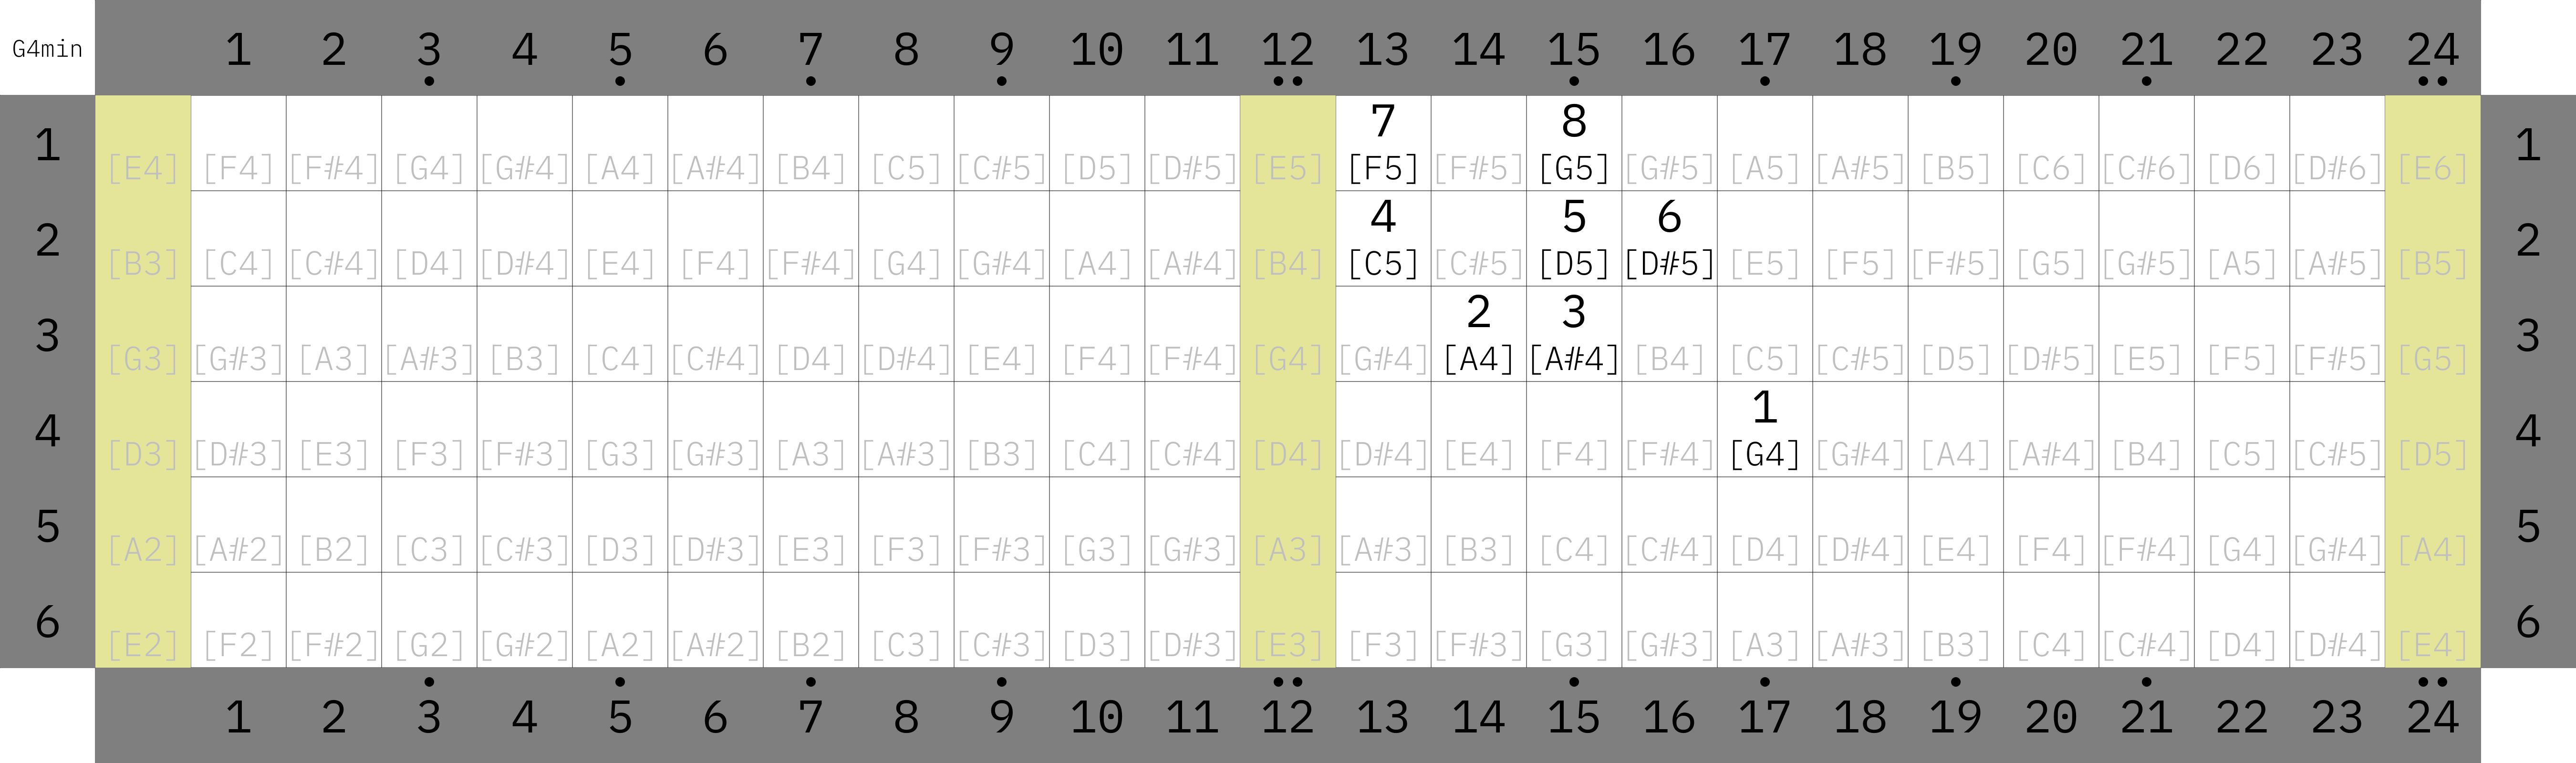 G4min 1 2 3 4 5 6 7 8 9 10 11 12 13 14 15 16 17 18 19 20 21 22 23 24
7 8
1 [E4] [F4] [F#4] [G4] [G#4] [A4] [A#4] [B4] [C5] [C#5] [D5] [D#5] [E5] [F5] [F#5] [G5] [G#5] [A5] [A#5] [B5] [C6] [C#6] [D6] [D#6] [E6] 1
4 5 6
2 [B3] [C4] [C#4] [D4] [D#4] [E4] [F4] [F#4] [G4] [G#4] [A4] [A#4] [B4] [C5] [C#5] [D5] [D#5] [E5] [F5] [F#5] [G5] [G#5] [A5] [A#5] [B5] 2
2 3
3 [G3] [G#3] [A3] [A#3] [B3] [C4] [C#4] [D4] [D#4] [E4] [F4] [F#4] [G4] [G#4] [A4] [A#4] [B4] [C5] [C#5] [D5] [D#5] [E5] [F5] [F#5] [G5] 3
1
4 [D3] [D#3] [E3] [F3] [F#3] [G3] [G#3] [A3] [A#3] [B3] [C4] [C#4] [D4] [D#4] [E4] [F4] [F#4] [G4] [G#4] [A4] [A#4] [B4] [C5] [C#5] [D5] 4
5 [A2] [A#2] [B2] [C3] [C#3] [D3] [D#3] [E3] [F3] [F#3] [G3] [G#3] [A3] [A#3] [B3] [C4] [C#4] [D4] [D#4] [E4] [F4] [F#4] [G4] [G#4] [A4] 5
6 [E2] [F2] [F#2] [G2] [G#2] [A2] [A#2] [B2] [C3] [C#3] [D3] [D#3] [E3] [F3] [F#3] [G3] [G#3] [A3] [A#3] [B3] [C4] [C#4] [D4] [D#4] [E4] 6
1 2 3 4 5 6 7 8 9 10 11 12 13 14 15 16 17 18 19 20 21 22 23 24